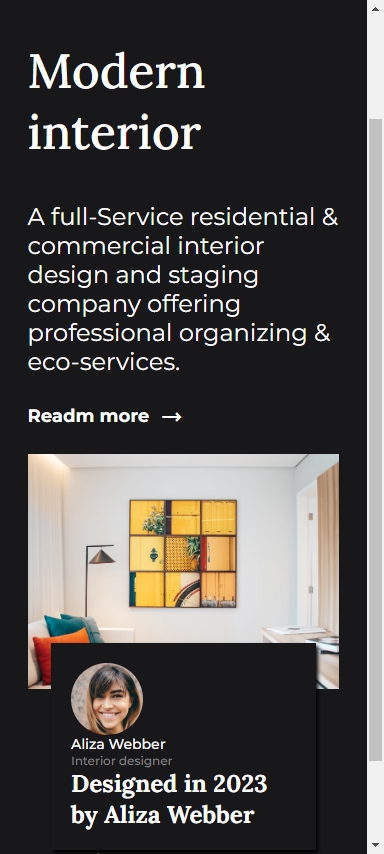 Modern
interior
A full-Service residential &
commercial interior
design and staging
company offering
professional organizing &
eco-services.
Readm more →
Aliza Webber
Interior designer
Designed in 2023
by Aliza Webber